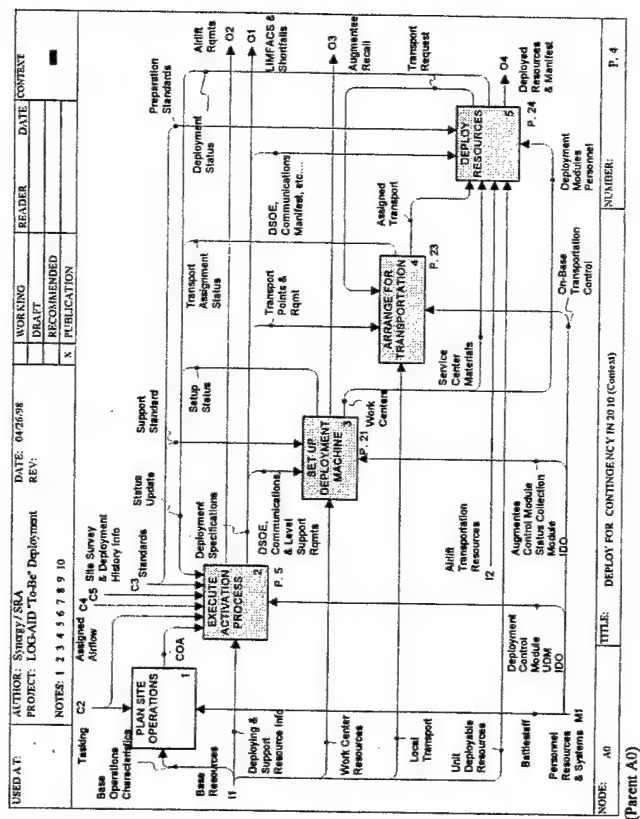 USED AT:
AUTHOR: Synergy/SRA
DATE: 04/26/98
WORKING
READER
DATE
CONTEXT
PROJECT: LOG-AID "To-Be" Deployment
REV:
DRAFT
RECOMMENDED
NOTES: 1 2 3 4 5 6 7 8 9 10
X
PUBLICATION
Tasking
C2
Assigned
Airflow
C4
C5
Site Survey
& Deployment
History Info
C3
Standards
Status
Update
Support
Standard
Preparation
Standards
Airlift
Rqmts
O2
Base
Operations
Characteristics
PLAN SITE
OPERATIONS
1
COA
Deployment
Specifications
Setup
Status
Transport
Assignment
Status
Deployment
Status
O1
LIMFACS &
Shortfalls
Base
Resources
I1
EXECUTE
ACTIVATION
PROCESS
2
P. 5
DSOE,
Communications,
& Level
Support
Rqmts
Transport
Points &
Rqmt
DSOE,
Communications
Manifest, etc....
O3
Augmentee
Recall
Deploying &
Support
Resource Info
SET UP
DEPLOYMENT
MACHINE
3
P. 21
Transport
Request
Work Center
Resources
Work
Centers
ARRANGE FOR
TRANSPORTATION
4
P. 23
Assigned
Transport
Local
Transport
DEPLOY
RESOURCES
5
P. 24
O4
Deployed
Resources
& Manifest
Service
Center
Materials
Unit
Deployable
Resources
Airlift
Transportation
Resources
I2
Battlestaff
Personnel
Resources
& Systems
M1
Deployment
Control
Module
UDM
IDO
Augmentee
Control Module
Status Collection
Module
IDO
On-Base
Transportation
Control
Deployment
Modules
Personnel
NODE:
A0
TITLE:
DEPLOY FOR CONTINGENCY IN 2010 (Context)
NUMBER:
P. 4
(Parent A0)